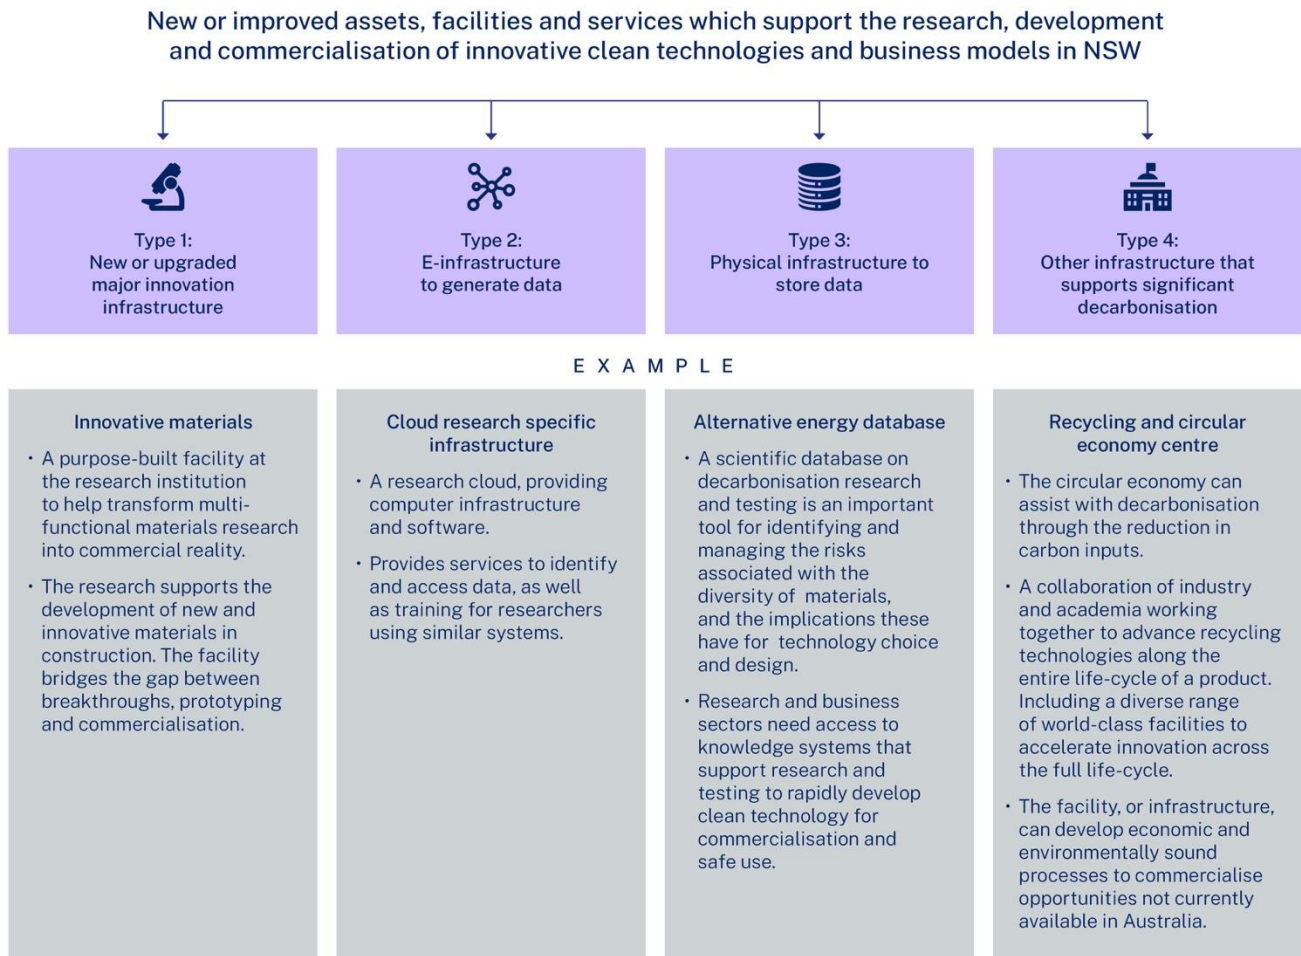 New or improved assets, facilities and services which support the research, development
and commercialisation of innovative clean technologies and business models in NSW
Type 1:
New or upgraded
major innovation
infrastructure
Type 2:
E-infrastructure
to generate data
Type 3:
Physical infrastructure to
store data
Type 4:
Other infrastructure that
supports significant
decarbonisation
EXAMPLE
Innovative materials
• A purpose-built facility at
the research institution
to help transform multi-
functional materials research
into commercial reality.
• The research supports the
development of new and
innovative materials in
construction. The facility
bridges the gap between
breakthroughs, prototyping
and commercialisation.
Cloud research specific
infrastructure
• A research cloud, providing
computer infrastructure
and software.
• Provides services to identify
and access data, as well
as training for researchers
using similar systems.
Alternative energy database
• A scientific database on
decarbonisation research
and testing is an important
tool for identifying and
managing the risks
associated with the
diversity of materials,
and the implications these
have for technology choice
and design.
• Research and business
sectors need access to
knowledge systems that
support research and
testing to rapidly develop
clean technology for
commercialisation and
safe use.
Recycling and circular
economy centre
• The circular economy can
assist with decarbonisation
through the reduction in
carbon inputs.
• A collaboration of industry
and academia working
together to advance recycling
technologies along the
entire life-cycle of a product.
Including a diverse range
of world-class facilities to
accelerate innovation across
the full life-cycle.
• The facility, or infrastructure,
can develop economic and
environmentally sound
processes to commercialise
opportunities not currently
available in Australia.